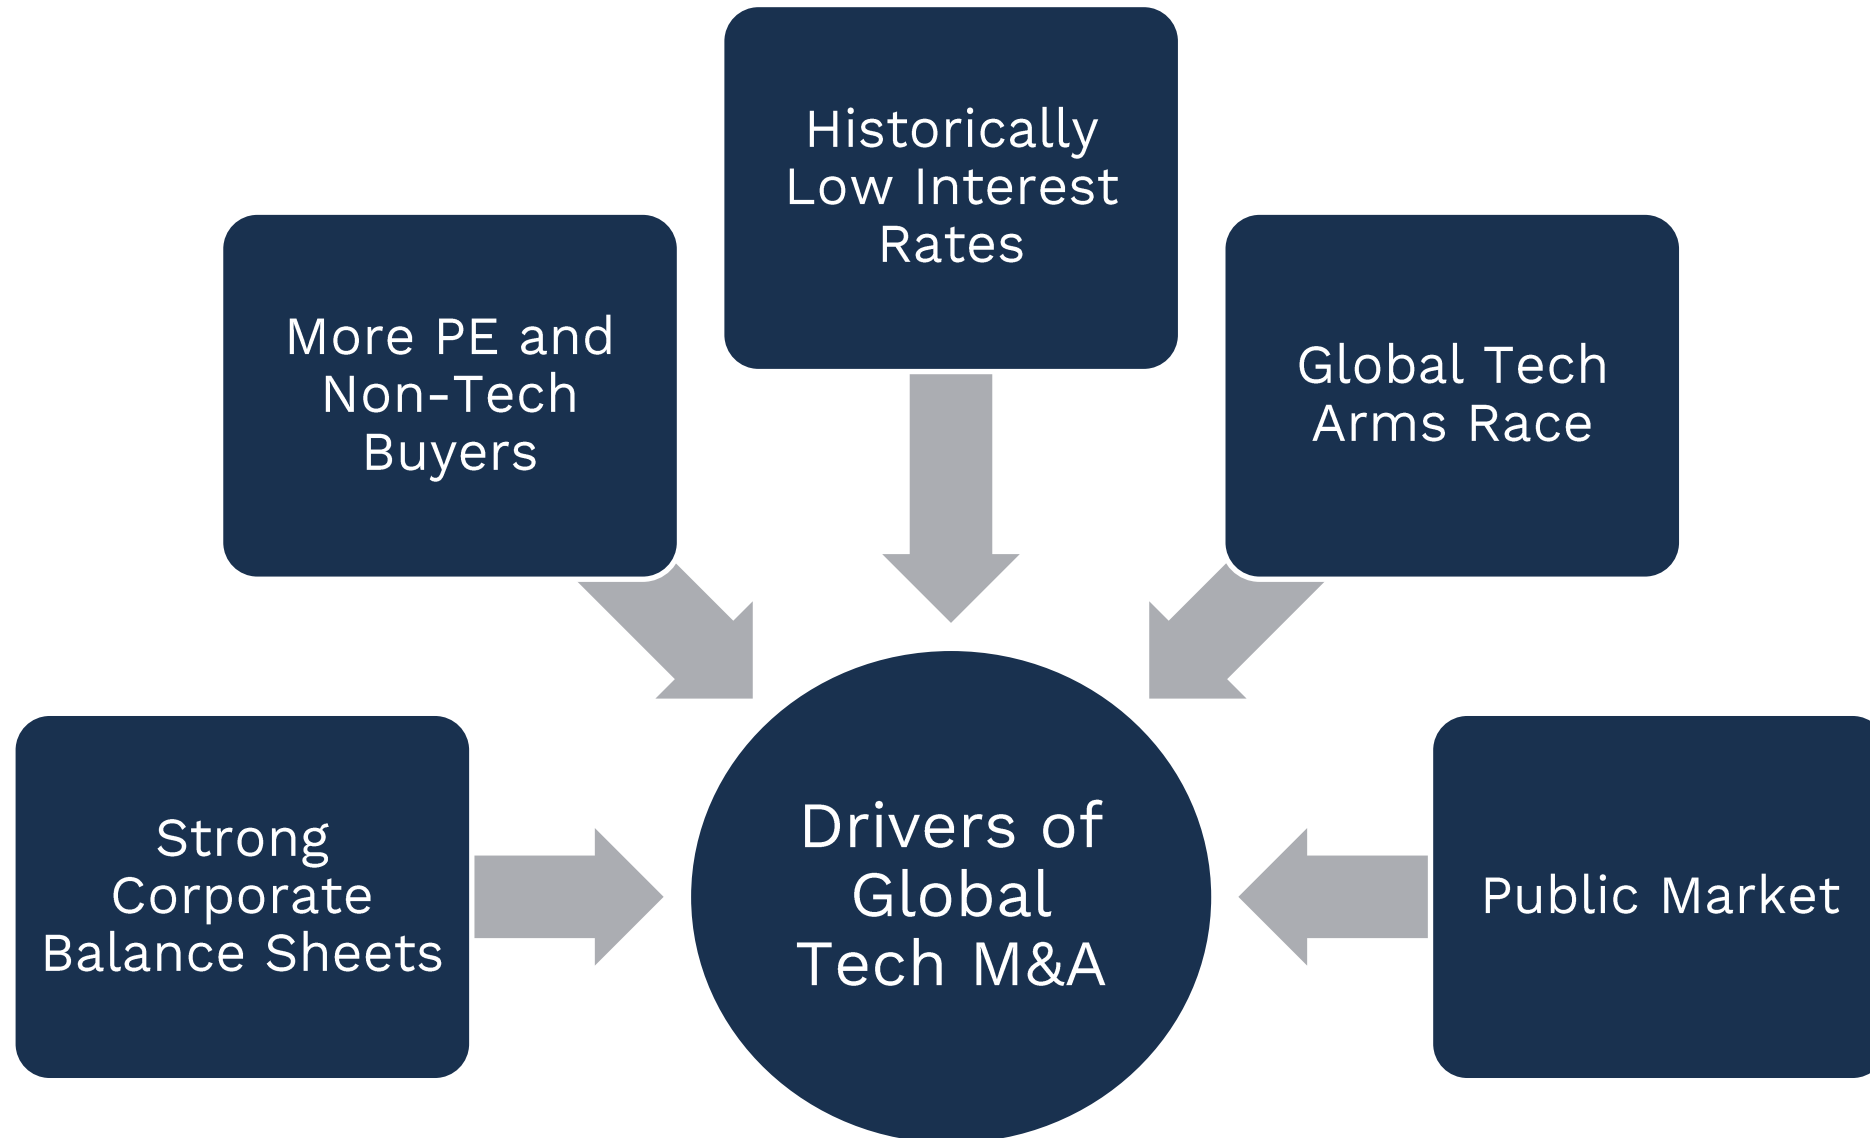 Historically
Low Interest
Rates
More PE and
Non-Tech
Buyers
Global Tech
Arms Race
Strong
Corporate
Balance Sheets
Drivers of
Global
Tech M&A
Public Market